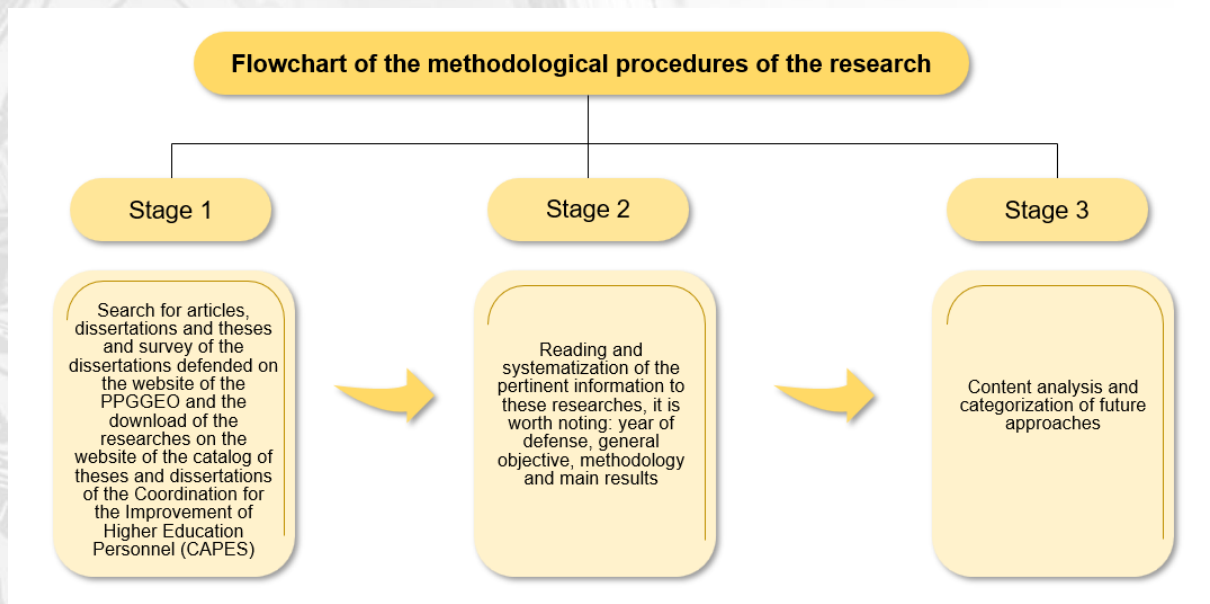 Flowchart of the methodological procedures of the research
Stage 1
Search for articles,
dissertations and theses
and survey of the
dissertations defended on
the website of the
PPGGEO and the
download of the
researches on the
website of the catalog of
theses and dissertations
of the Coordination for
the Improvement of
Higher Education
Personnel (CAPES)
Stage 2
Reading and
systematization of the
pertinent information to
these researches, it is
worth noting: year of
defense, general
objective, methodology
and main results
Stage 3
Content analysis and
categorization of future
approaches